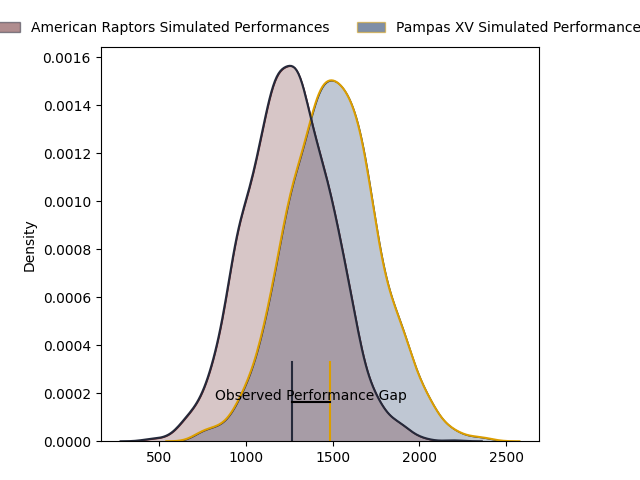 American Raptors Simulated Performances Pampas XV Simulated Performance
0.0016
0.0014
0.0012
0.0010
0.0008
0.0006
0.0004
0.0002
0.0000
Density
Observed Performance Gap
500 1000 1500 2000 2500